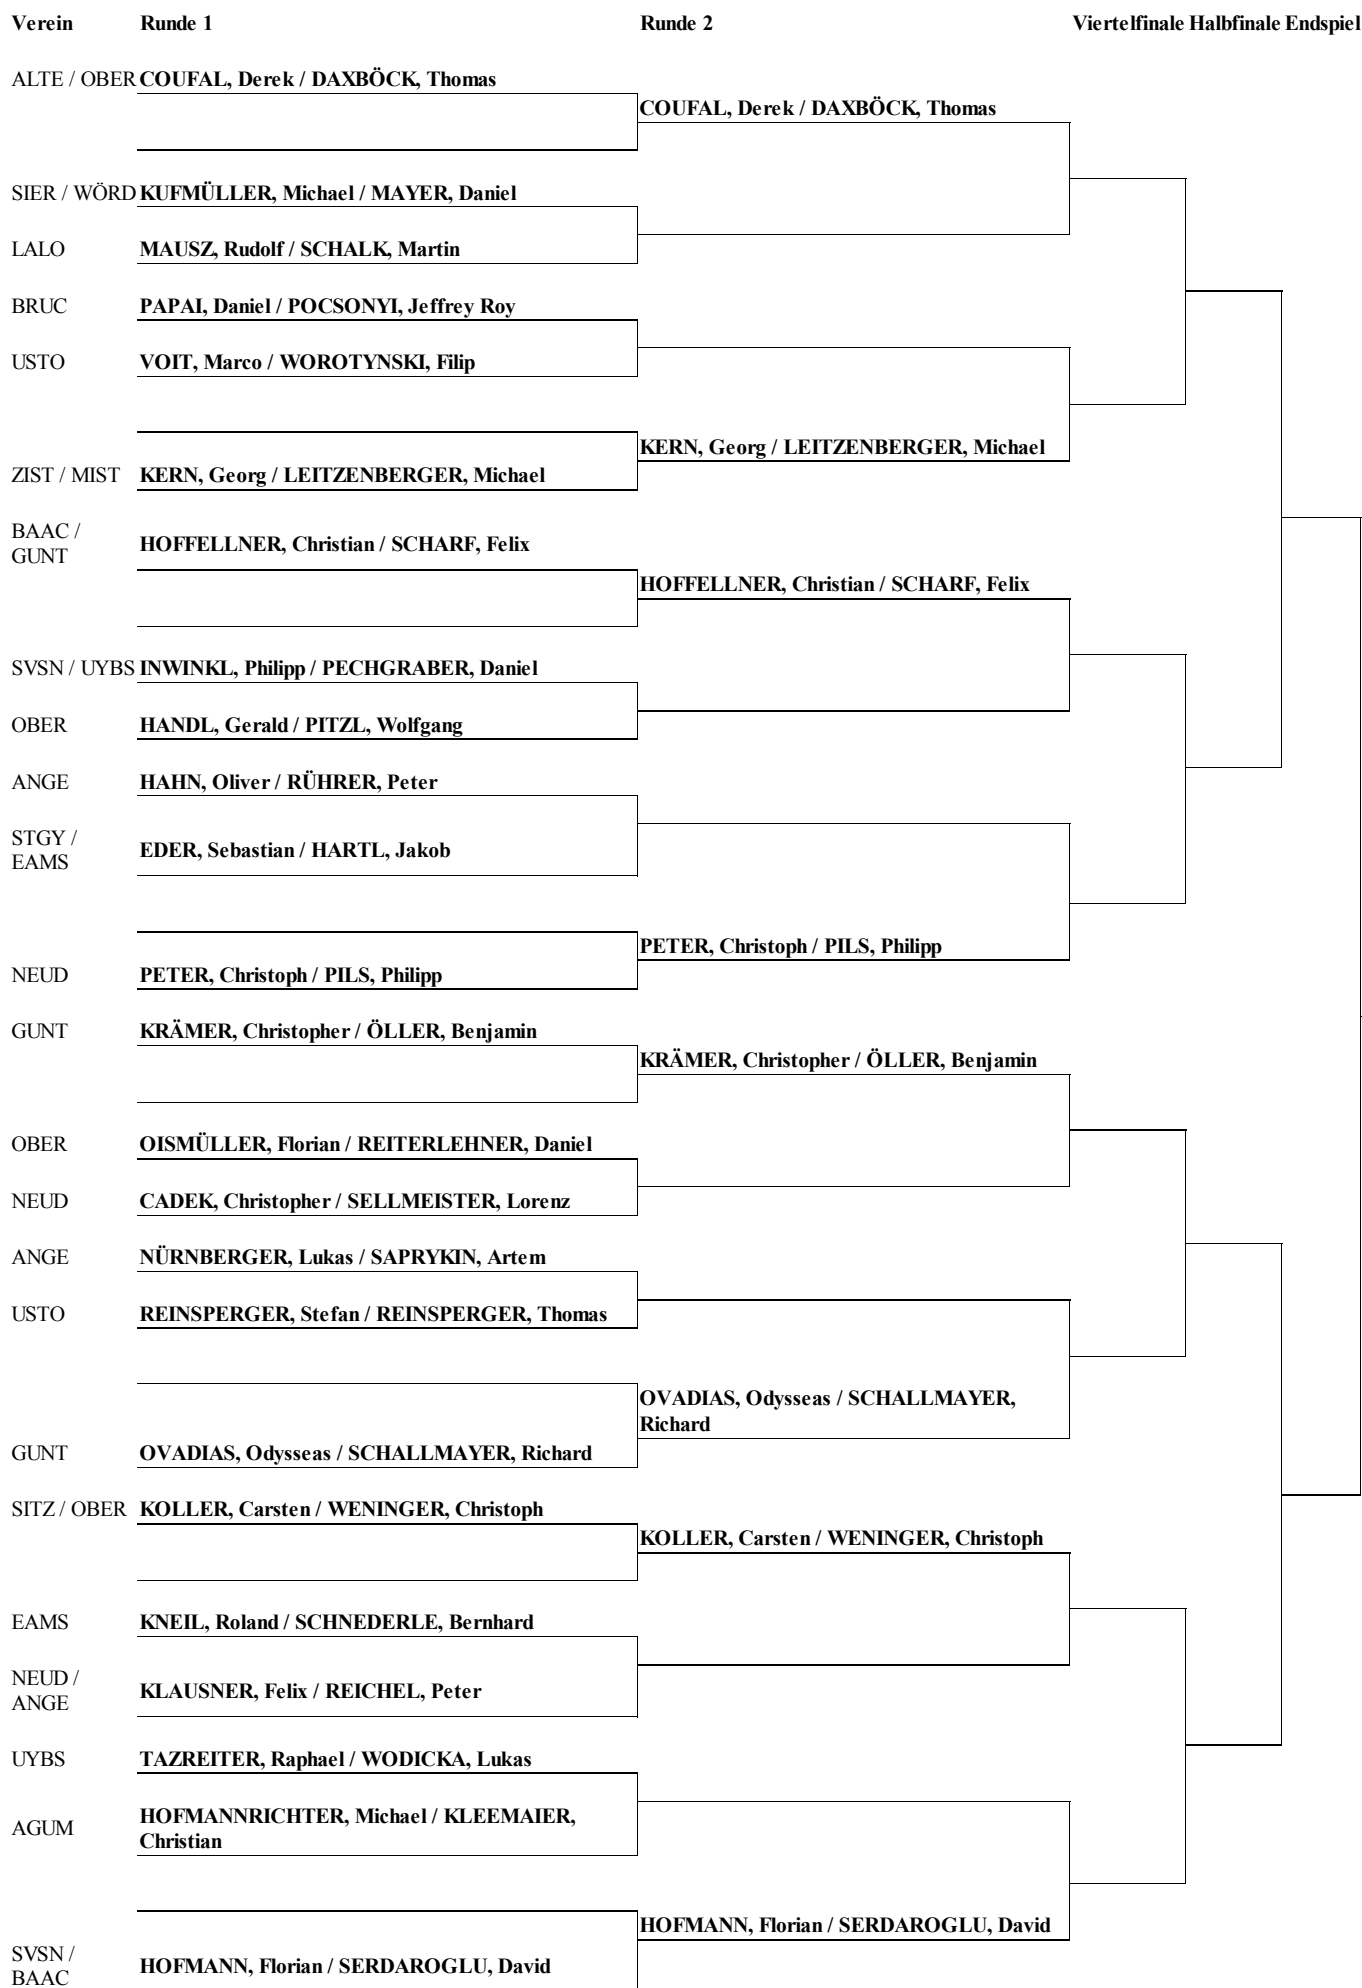 Verein Runde 1 Runde 2 Viertelfinale Halbfinale Endspiel
ALTE / OBER COUFAL, Derek / DAXBÖCK, Thomas
COUFAL, Derek / DAXBÖCK, Thomas
SIER / WÖRD KUFMÜLLER, Michael / MAYER, Daniel
LALO MAUSZ, Rudolf / SCHALK, Martin
BRUC PAPAI, Daniel / POCSONYI, Jeffrey Roy
USTO VOIT, Marco / WOROTYNSKI, Filip
KERN, Georg / LEITZENBERGER, Michael
ZIST / MIST KERN, Georg / LEITZENBERGER, Michael
BAAC /
GUNT
HOFFELLNER, Christian / SCHARF, Felix
HOFFELLNER, Christian / SCHARF, Felix
SVSN / UYBS INWINKL, Philipp / PECHGRABER, Daniel
OBER HANDL, Gerald / PITZL, Wolfgang
ANGE HAHN, Oliver / RÜHRER, Peter
STGY /
EAMS
EDER, Sebastian / HARTL, Jakob
PETER, Christoph / PILS, Philipp
NEUD PETER, Christoph / PILS, Philipp
GUNT KRÄMER, Christopher / ÖLLER, Benjamin
KRÄMER, Christopher / ÖLLER, Benjamin
OBER OISMÜLLER, Florian / REITERLEHNER, Daniel
NEUD CADEK, Christopher / SELLMEISTER, Lorenz
ANGE NÜRNBERGER, Lukas / SAPRYKIN, Artem
USTO REINSPERGER, Stefan / REINSPERGER, Thomas
OVADIAS, Odysseas / SCHALLMAYER,
Richard
GUNT OVADIAS, Odysseas / SCHALLMAYER, Richard
SITZ / OBER KOLLER, Carsten / WENINGER, Christoph
KOLLER, Carsten / WENINGER, Christoph
EAMS KNEIL, Roland / SCHNEDERLE, Bernhard
NEUD /
ANGE
KLAUSNER, Felix / REICHEL, Peter
UYBS TAZREITER, Raphael / WODICKA, Lukas
AGUM
HOFMANNRICHTER, Michael / KLEEMAIER,
Christian
HOFMANN, Florian / SERDAROGLU, David
SVSN /
BAAC
HOFMANN, Florian / SERDAROGLU, David